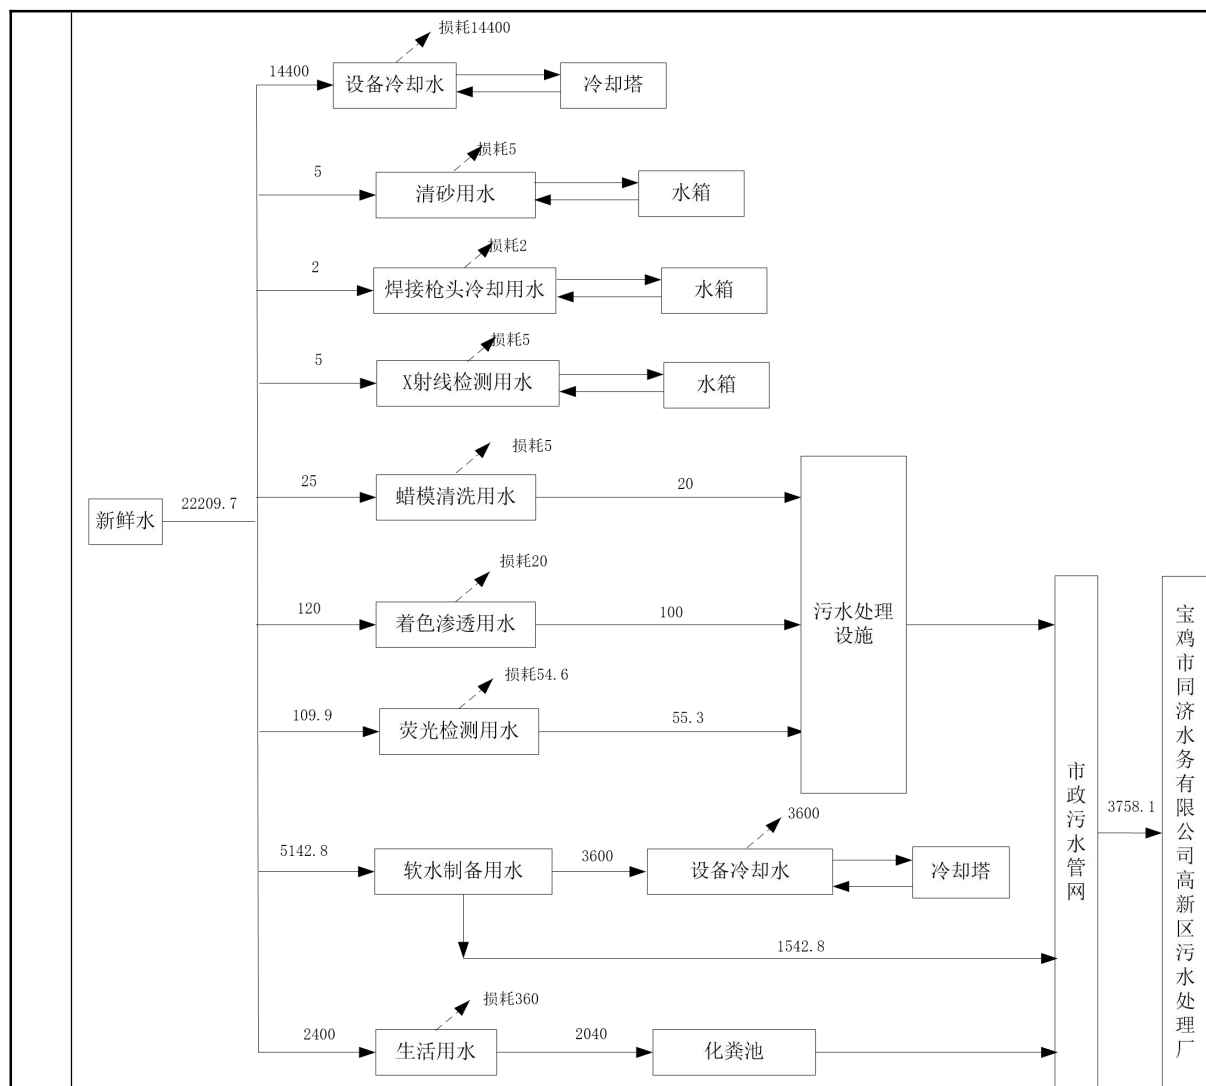 损耗14400
14400
设备冷却水
冷却塔
损耗5
5
清砂用水
水箱
损耗2
2
焊接枪头冷却用水
水箱
损耗5
5
X射线检测用水
水箱
损耗5
25
蜡模清洗用水
20
新鲜水
22209.7
损耗20
120
着色渗透用水
100
污水处理
设施
损耗54.6
109.9
荧光检测用水
55.3
3600
5142.8
软水制备用水
3600
设备冷却水
冷却塔
1542.8
损耗360
2400
生活用水
2040
化粪池
市政污水管网
3758.1
宝鸡市同济水务有限公司高新区污水处理厂